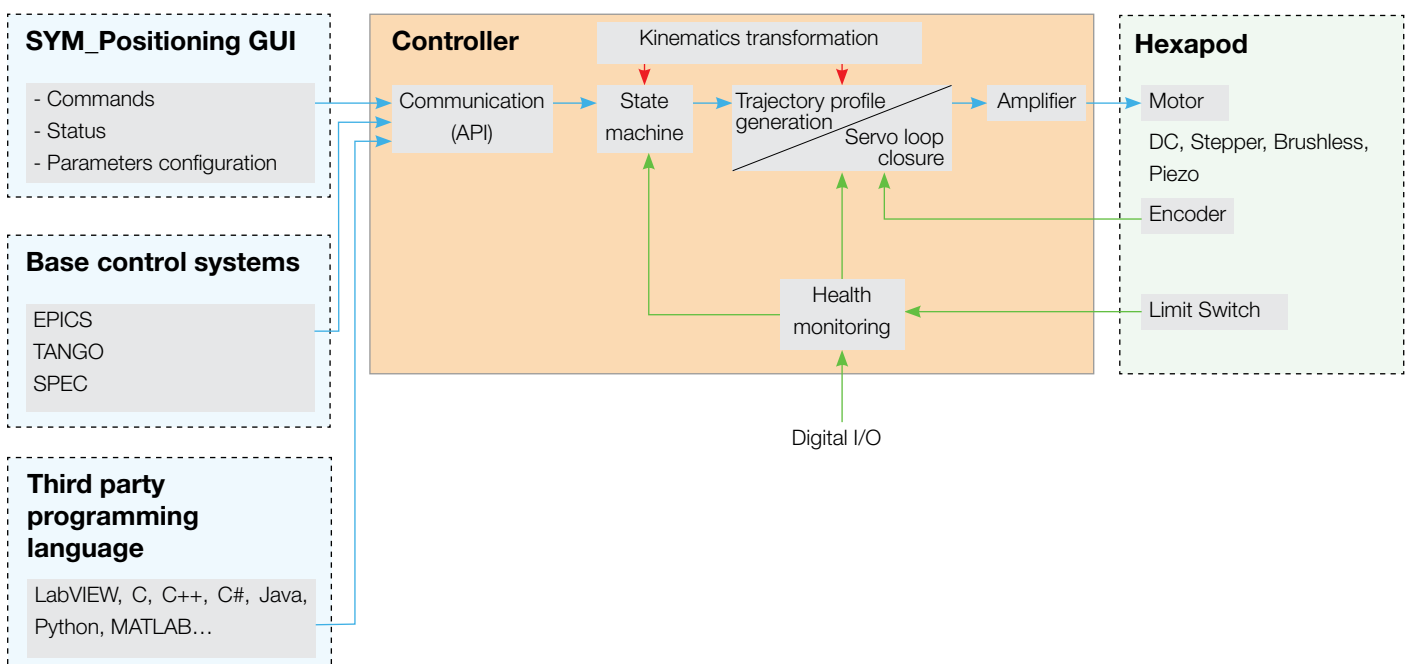 SYM_Positioning GUI
- Commands
- Status
- Parameters configuration
Base control systems
EPICS
TANGO
SPEC
Third party
programming
language
LabVIEW, C, C++, C#, Java,
Python, MATLAB…
Controller
Kinematics transformation
Communication
(API)
State
machine
Trajectory profile
generation
Servo loop
closure
Amplifier
Health
monitoring
Digital I/O
Hexapod
Motor
DC, Stepper, Brushless,
Piezo
Encoder
Limit Switch